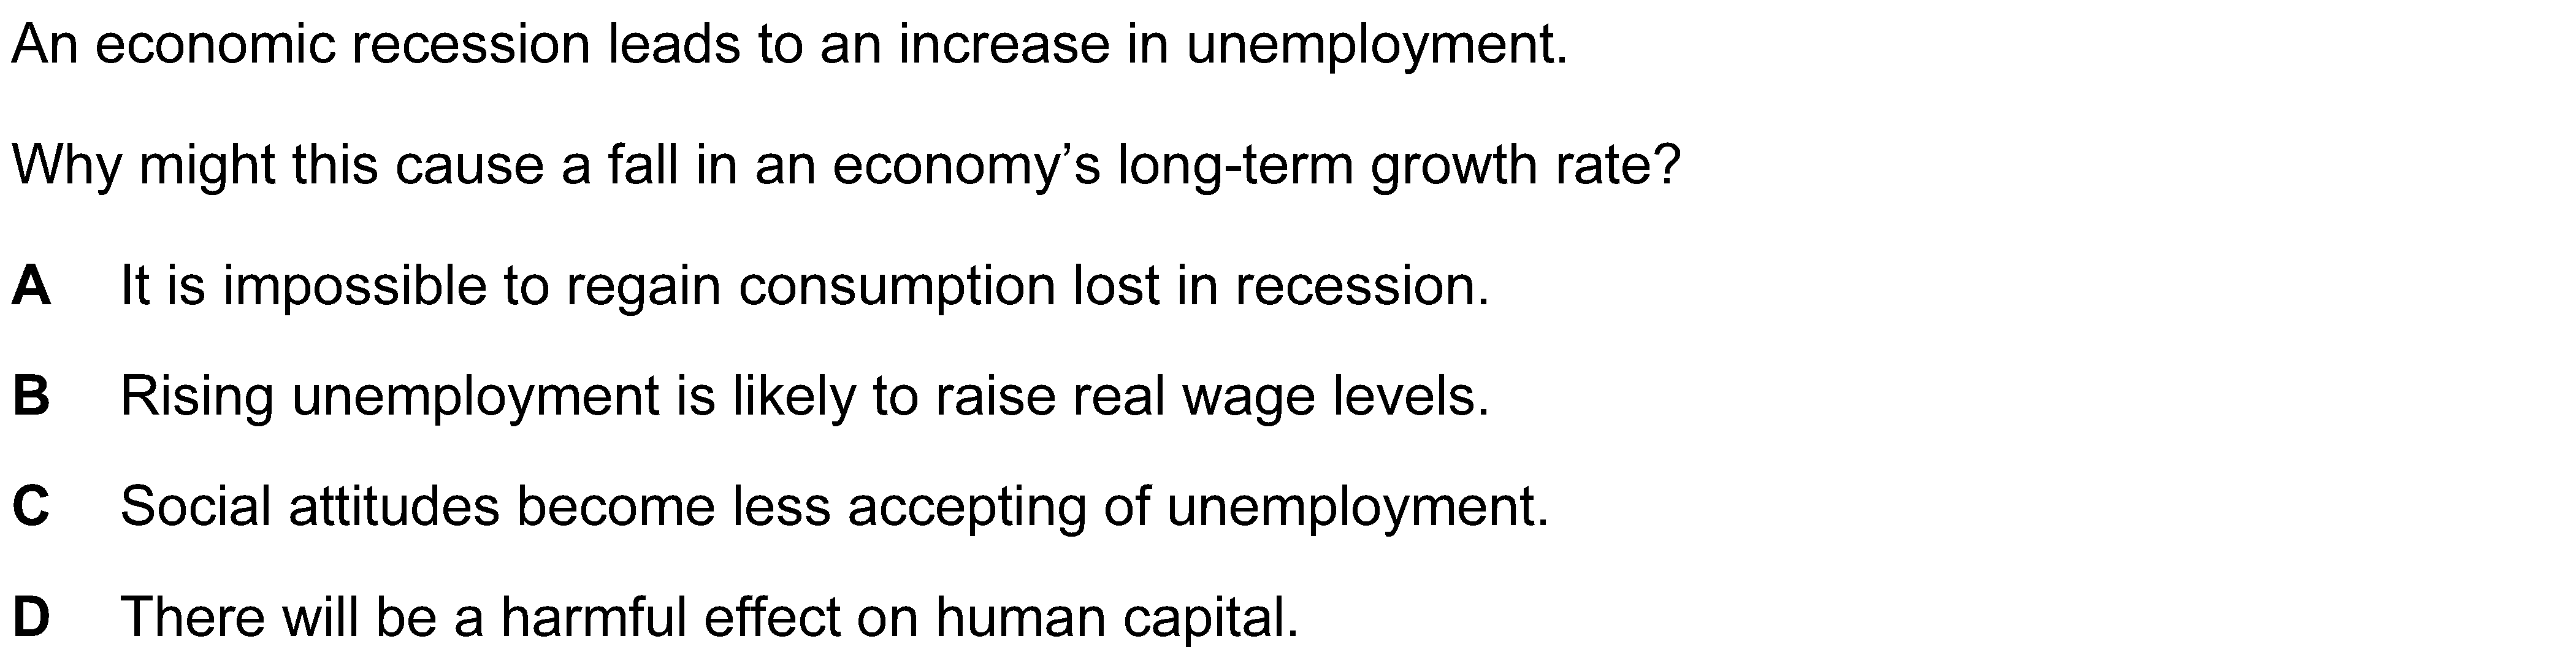 An economic recession leads to an increase in unemployment.
Why might this cause a fall in an economy’s long-term growth rate?
A It is impossible to regain consumption lost in recession.
B Rising unemployment is likely to raise real wage levels.
C Social attitudes become less accepting of unemployment.
D There will be a harmful effect on human capital.